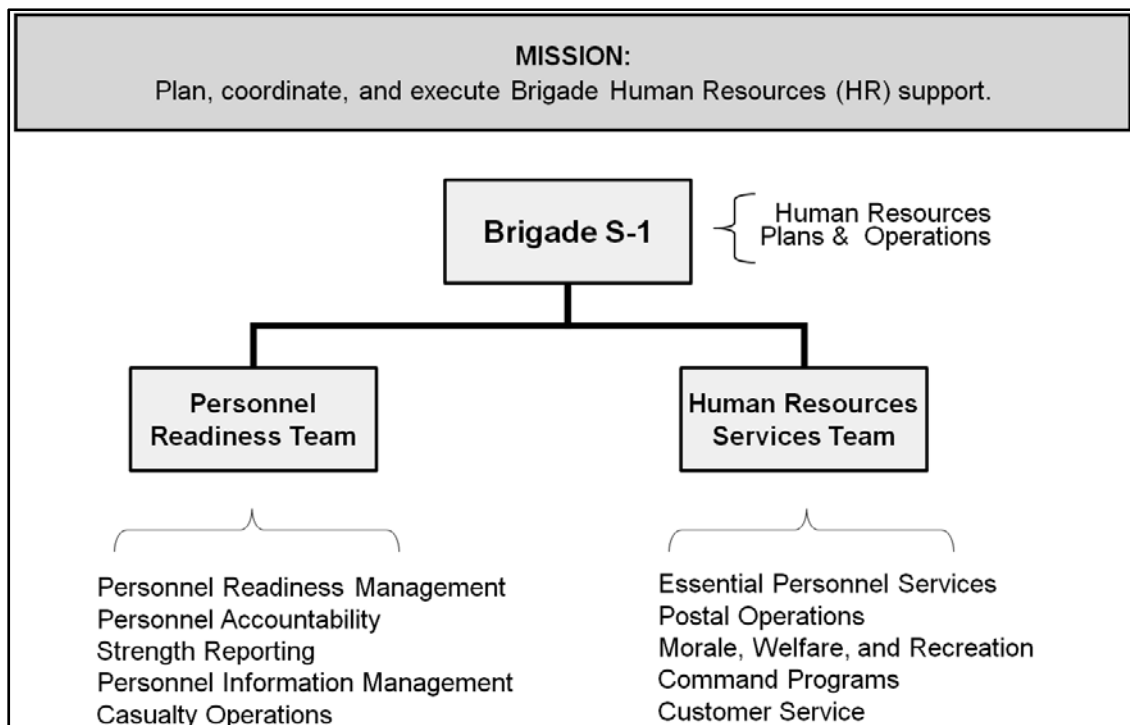 MISSION:
Plan, coordinate, and execute Brigade Human Resources (HR) support.
Brigade S-1
Human Resources
Plans & Operations
Personnel
Readiness Team
Human Resources
Services Team
Personnel Readiness Management
Personnel Accountability
Strength Reporting
Personnel Information Management
Casualty Operations
Essential Personnel Services
Postal Operations
Morale, Welfare, and Recreation
Command Programs
Customer Service